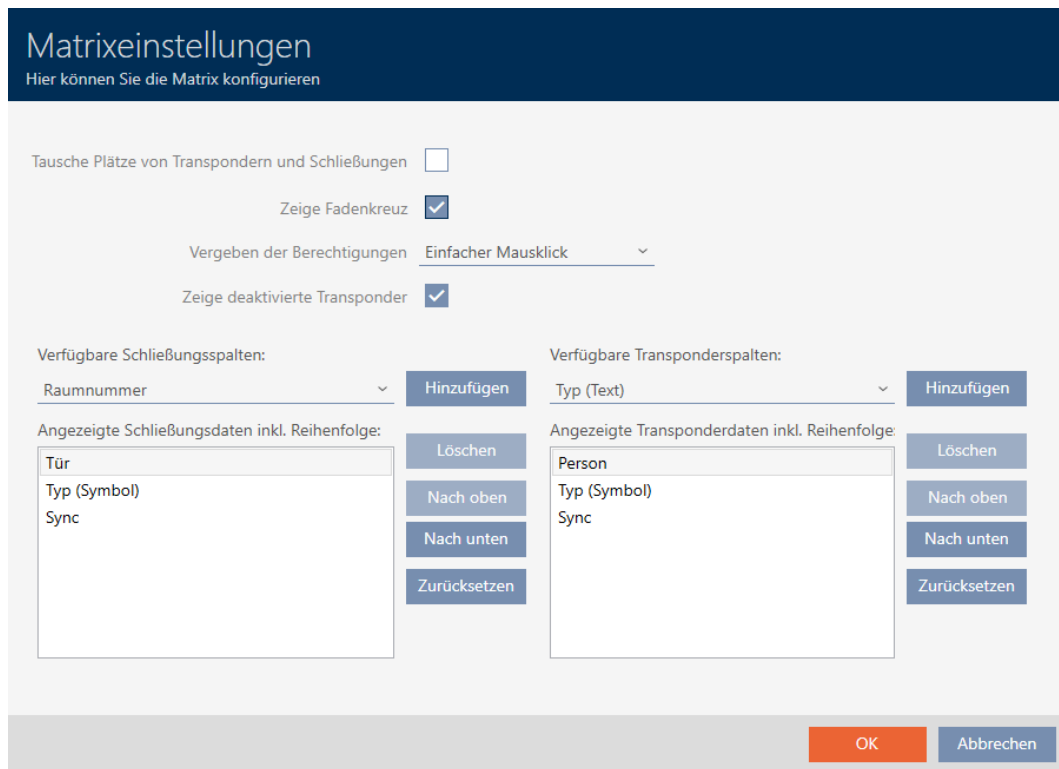 Matrixeinstellungen
Hier können Sie die Matrix konfigurieren
Tausche Plätze von Transpondern und Schließungen
Zeige Fadenkreuz
Vergeben der Berechtigungen Einfacher Mausklick
Zeige deaktivierte Transponder
Verfügbare Schließungsspalten:
Raumnummer Hinzufügen
Angezeigte Schließungsdaten inkl. Reihenfolge:
Tür
Typ (Symbol)
Sync
Löschen
Nach oben
Nach unten
Zurücksetzen
Verfügbare Transponderspalten:
Typ (Text) Hinzufügen
Angezeigte Transponderdaten inkl. Reihenfolge:
Person
Typ (Symbol)
Sync
Löschen
Nach oben
Nach unten
Zurücksetzen
OK Abbrechen